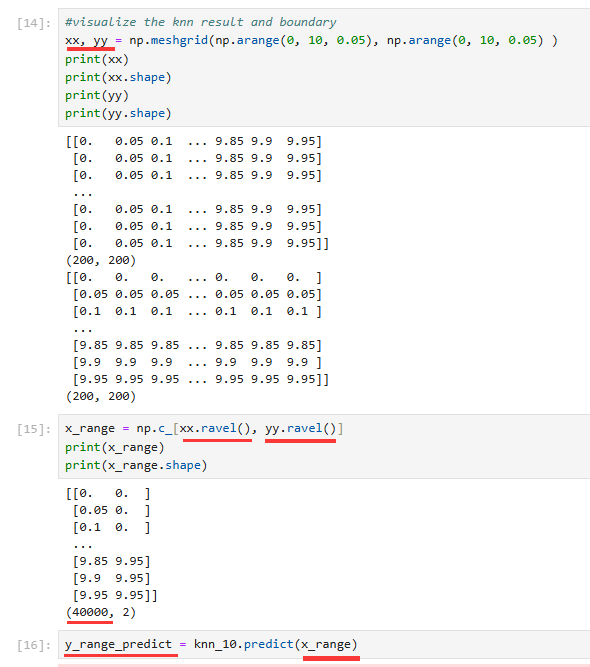 [14]:
#visualize the knn result and boundary
xx, yy = np.meshgrid(np.arange(0, 10, 0.05), np.arange(0, 10, 0.05) )
print(xx)
print(xx.shape)
print(yy)
print(yy.shape)
[[0.   0.05 0.1  ... 9.85 9.9  9.95]
 [0.   0.05 0.1  ... 9.85 9.9  9.95]
 [0.   0.05 0.1  ... 9.85 9.9  9.95]
 ...
 [0.   0.05 0.1  ... 9.85 9.9  9.95]
 [0.   0.05 0.1  ... 9.85 9.9  9.95]
 [0.   0.05 0.1  ... 9.85 9.9  9.95]]
(200, 200)
[[0.   0.   0.   ... 0.   0.   0.  ]
 [0.05 0.05 0.05 ... 0.05 0.05 0.05]
 [0.1  0.1  0.1  ... 0.1  0.1  0.1 ]
 ...
 [9.85 9.85 9.85 ... 9.85 9.85 9.85]
 [9.9  9.9  9.9  ... 9.9  9.9  9.9 ]
 [9.95 9.95 9.95 ... 9.95 9.95 9.95]]
(200, 200)
[15]:
x_range = np.c_[xx.ravel(), yy.ravel()]
print(x_range)
print(x_range.shape)
[[0.   0.  ]
 [0.05 0.  ]
 [0.1  0.  ]
 ...
 [9.85 9.95]
 [9.9  9.95]
 [9.95 9.95]]
(40000, 2)
[16]:
y_range_predict = knn_10.predict(x_range)